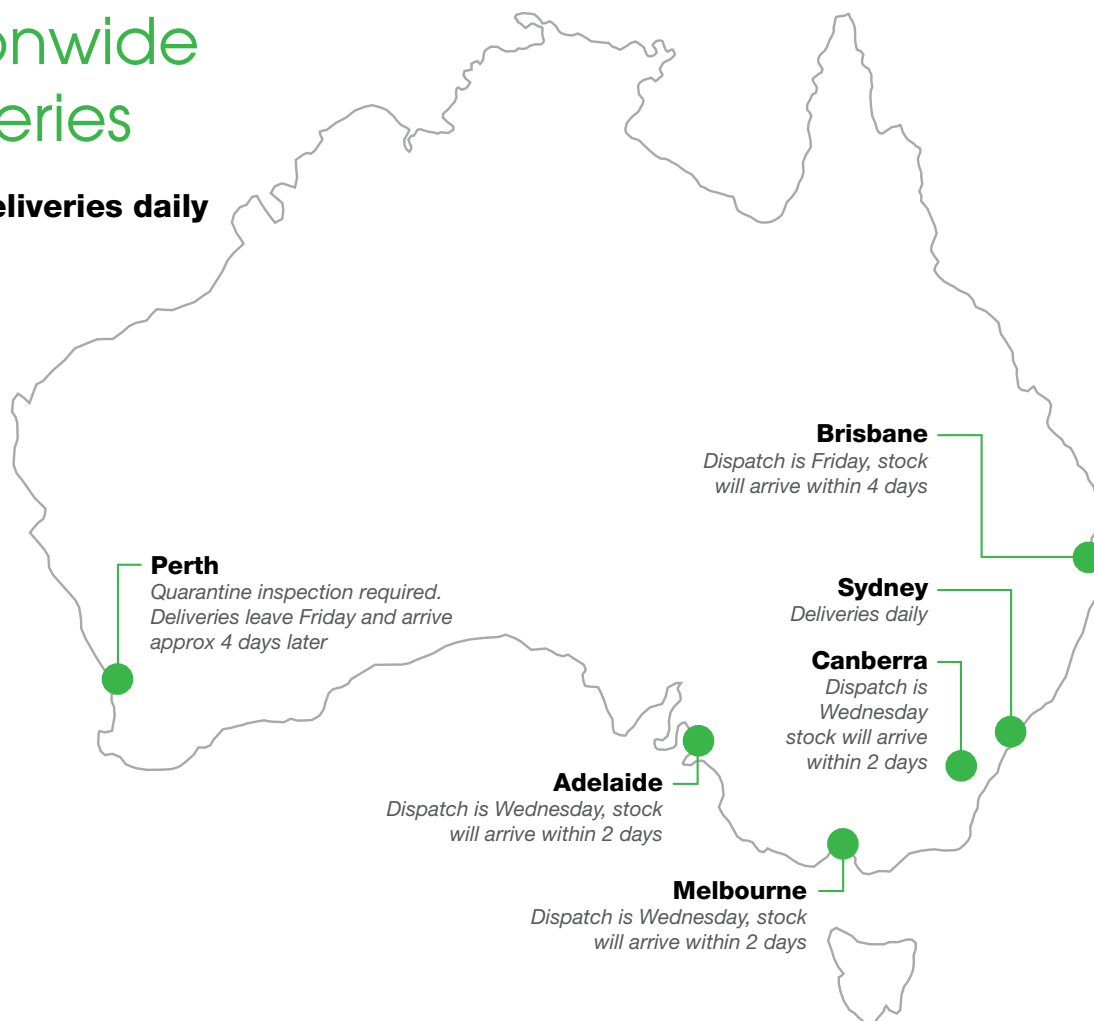 onwide
eries
eliveries daily
Brisbane
Dispatch is Friday, stock
will arrive within 4 days
Perth
Quarantine inspection required.
Deliveries leave Friday and arrive
approx 4 days later
Sydney
Deliveries daily
Canberra
Dispatch is
Wednesday
stock will arrive
within 2 days
Adelaide
Dispatch is Wednesday, stock
will arrive within 2 days
Melbourne
Dispatch is Wednesday, stock
will arrive within 2 days